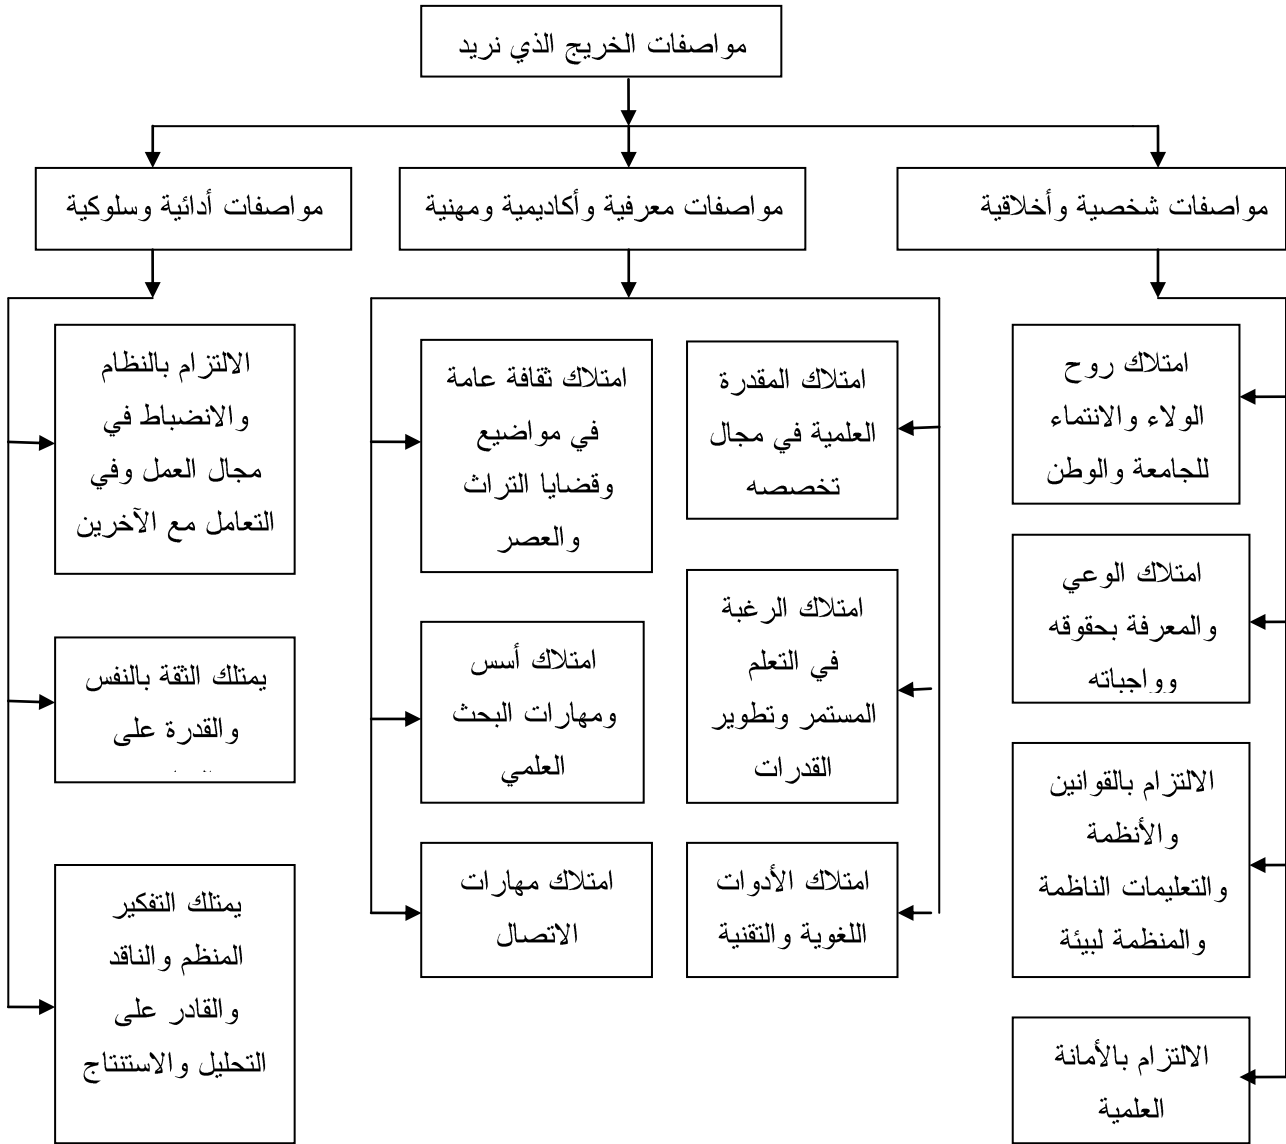 مواصفات الخريج الذي نريد
مواصفات شخصية وأخلاقية
مواصفات معرفية وأكاديمية ومهنية
مواصفات أدائية وسلوكية
امتلاك روح
الولاء والانتماء
للجامعة والوطن
امتلاك الوعي
والمعرفة بحقوقه
وواجباته
الالتزام بالقوانين
والأنظمة
والتعليمات الناظمة
والمنظمة لبيئة
الالتزام بالأمانة
العلمية
امتلاك المقدرة
العلمية في مجال
تخصصه
امتلاك الرغبة
في التعلم
المستمر وتطوير
القدرات
امتلاك الأدوات
اللغوية والتقنية
امتلاك ثقافة عامة
في مواضيع
وقضايا التراث
والعصر
امتلاك أسس
ومهارات البحث
العلمي
امتلاك مهارات
الاتصال
الالتزام بالنظام
والانضباط في
مجال العمل وفي
التعامل مع الآخرين
يمتلك الثقة بالنفس
والقدرة على
يمتلك التفكير
المنظم والناقد
والقادر على
التحليل والاستنتاج